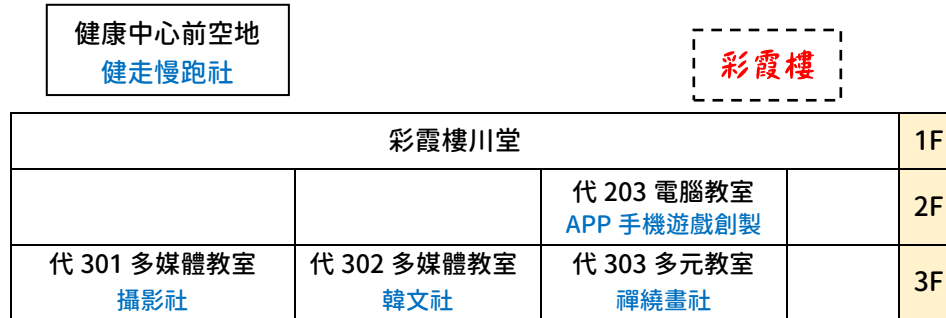 健康中心前空地
健走慢跑社
彩霞樓
彩霞樓川堂
1F
代 203 電腦教室
APP 手機遊戲創製
2F
代 301 多媒體教室
攝影社
代 302 多媒體教室
韓文社
代 303 多元教室
禪繞畫社
3F